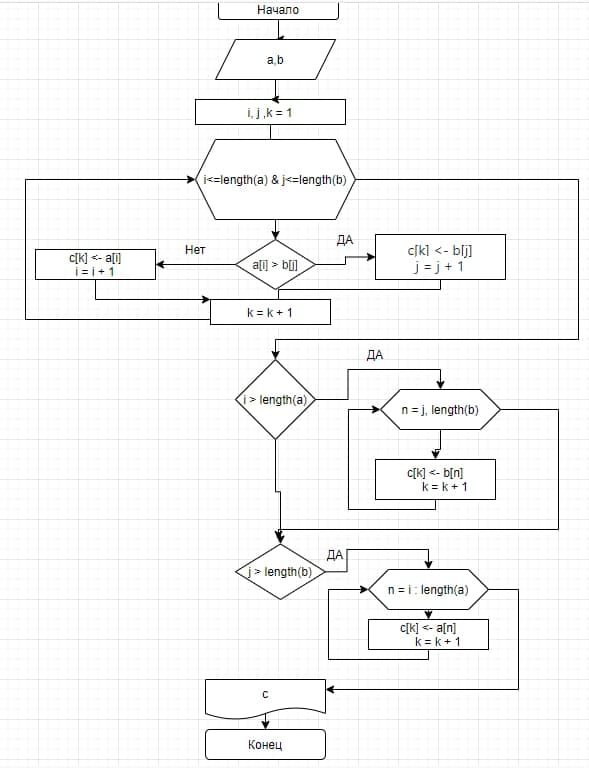 Начало
a,b
i, j ,k = 1
i<=length(a) & j<=length(b)
ДА
Нет
a[i] > b[j]
c[k] <- b[j]
j = j + 1
c[k] <- a[i]
i = i + 1
k = k + 1
ДА
i > length(a)
n = j, length(b)
c[k] <- b[n]
k = k + 1
ДА
j > length(b)
n = i : length(a)
c[k] <- a[n]
k = k + 1
c
Конец